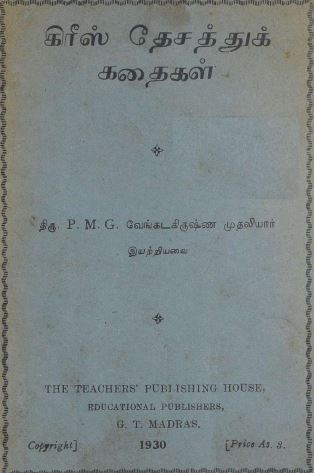 கிரீஸ் தேசத்துக்
கதைகள்
திரு. P. M. G. வேங்கடகிருஷ்ண முதலியார்
இயற்றியவை
THE TEACHERS' PUBLISHING HOUSE,
EDUCATIONAL PUBLISHERS,
G. T. MADRAS.
Copyright] 1930 [Price As. 8.